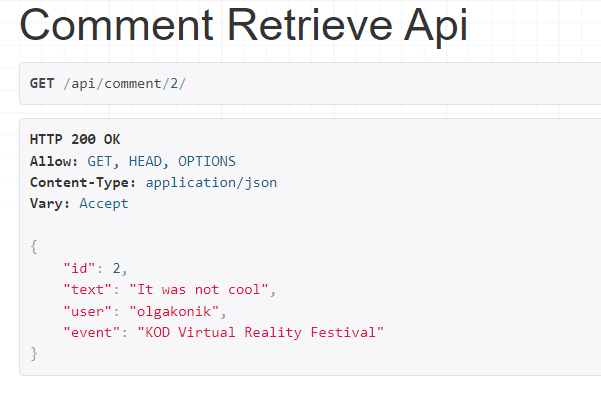 Comment Retrieve Api
GET /api/comment/2/
HTTP 200 OK
Allow: GET, HEAD, OPTIONS
Content-Type: application/json
Vary: Accept
{
"id": 2,
"text": "It was not cool",
"user": "olgakonik",
"event": "KOD Virtual Reality Festival"
}